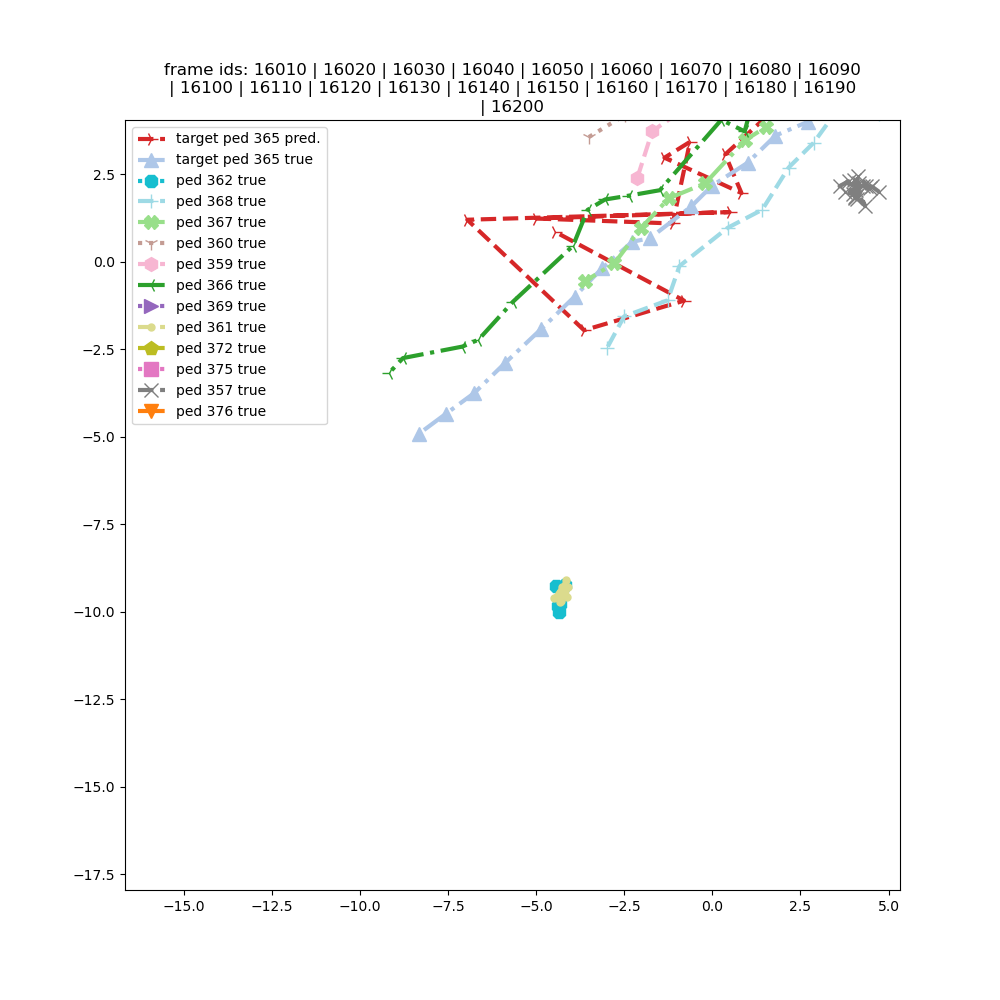 frame ids: 16010 | 16020 | 16030 | 16040 | 16050 | 16060 | 16070 | 16080 | 16090
| 16100 | 16110 | 16120 | 16130 | 16140 | 16150 | 16160 | 16170 | 16180 | 16190
| 16200
target ped 365 pred.
target ped 365 true
ped 362 true
ped 368 true
ped 367 true
ped 360 true
ped 359 true
ped 366 true
ped 369 true
ped 361 true
ped 372 true
ped 375 true
ped 357 true
ped 376 true
2.5
0.0
−2.5
−5.0
−7.5
−10.0
−12.5
−15.0
−17.5
−15.0 −12.5 −10.0 −7.5 −5.0 −2.5 0.0 2.5 5.0